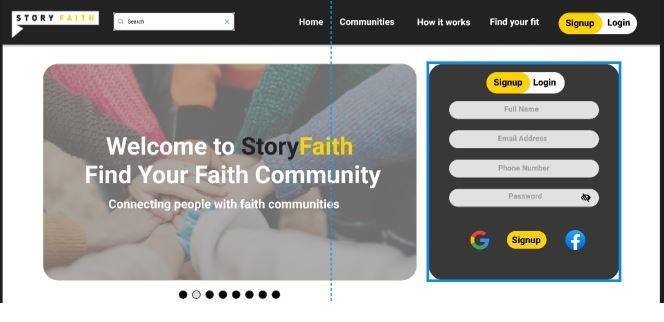 STORY FAITH
Search
Home
Communities
How it works
Find your fit
Signup
Login
Welcome to StoryFaith
Find Your Faith Community
Connecting people with faith communities
Signup
Login
Full Name
Email Address
Phone Number
Password
Signup